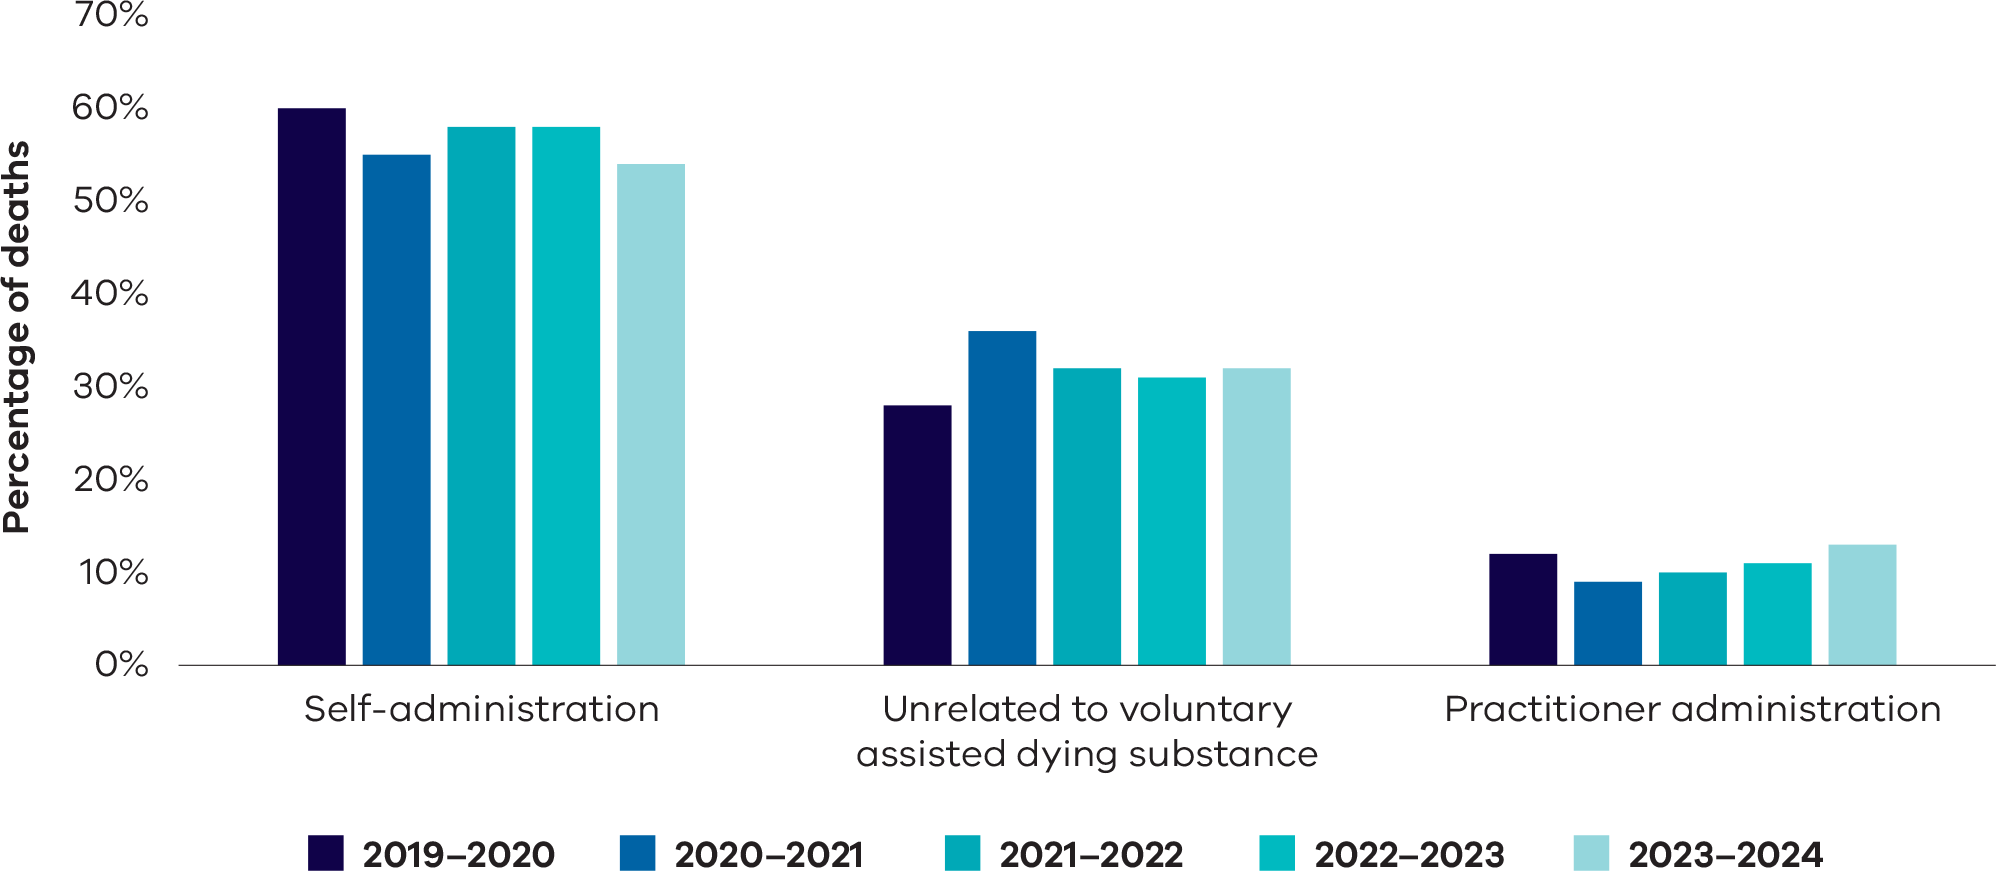 70%
60%
50%
40%
30%
20%
10%
0%
Percentage of deaths
Self-administration
Unrelated to voluntary
assisted dying substance
Practitioner administration
2019–2020
2020–2021
2021–2022
2022–2023
2023–2024